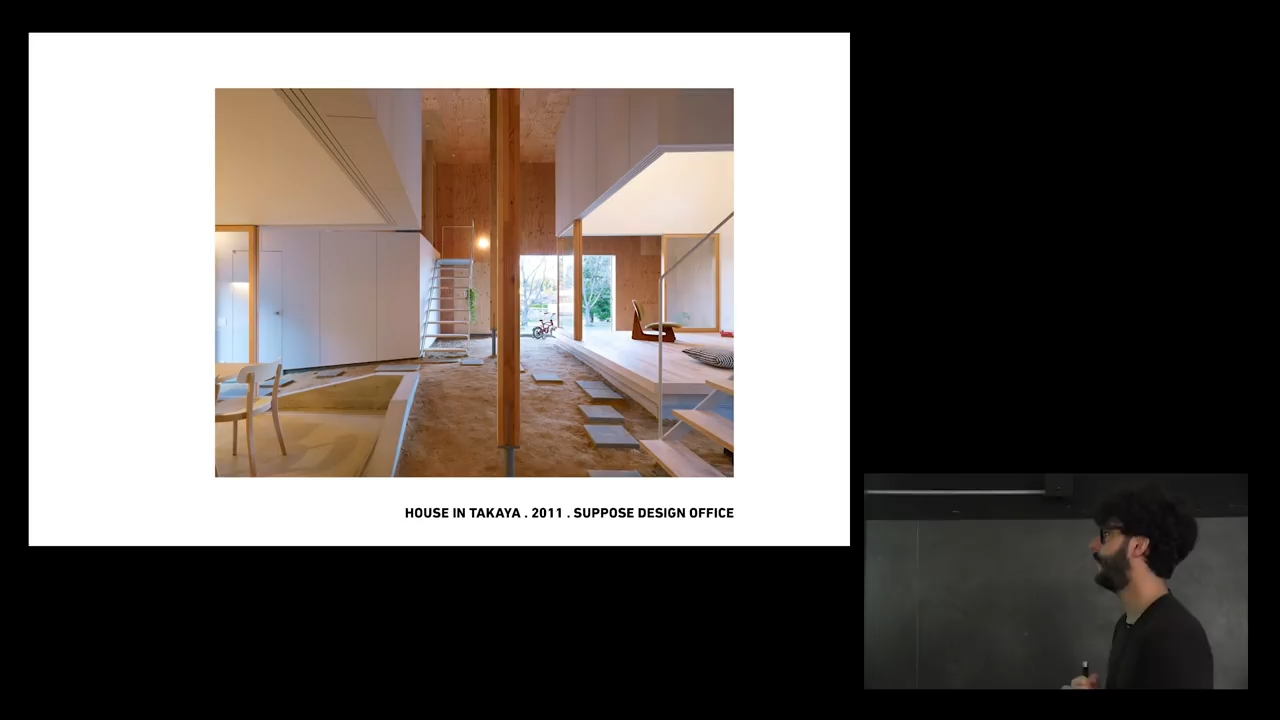 HOUSE IN TAKAYA . 2011 . SUPPOSE DESIGN OFFICE